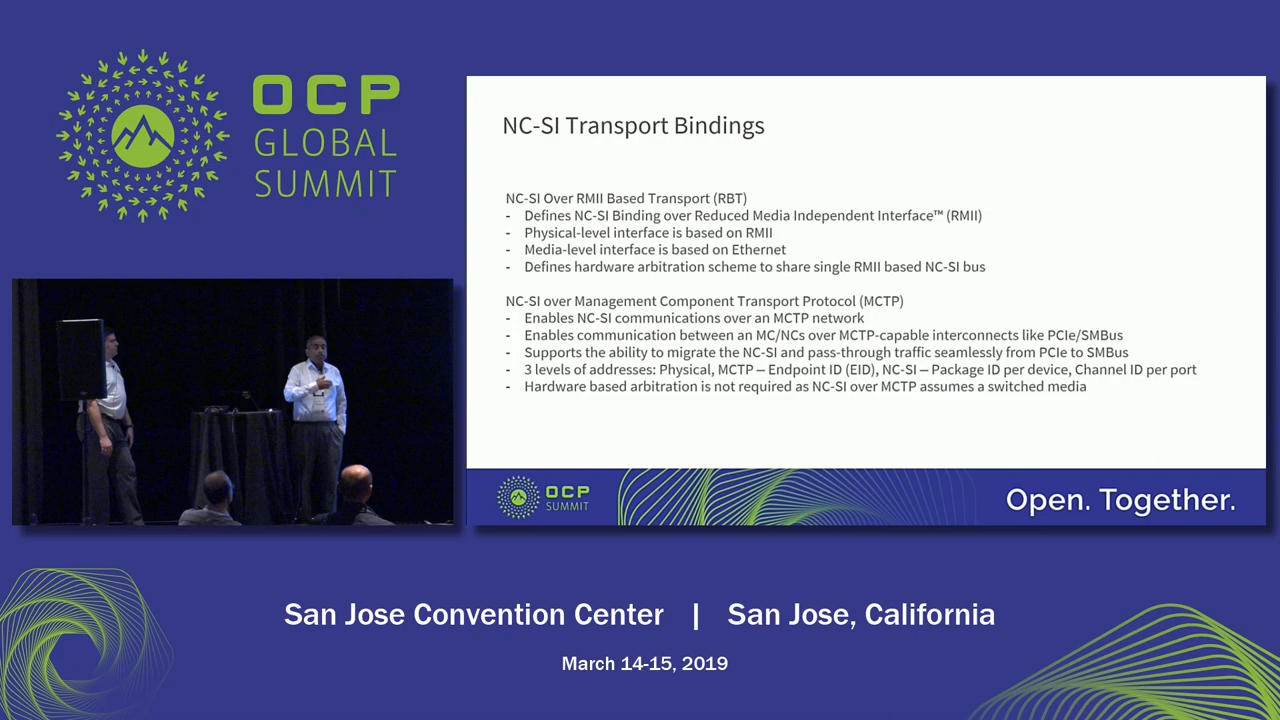 OCP
GLOBAL
SUMMIT
NC-SI Transport Bindings
NC-SI Over RMII Based Transport (RBT)
- Defines NC-SI Binding over Reduced Media Independent Interface™ (RMII)
- Physical-level interface is based on RMII
- Media-level interface is based on Ethernet
- Defines hardware arbitration scheme to share single RMII based NC-SI bus
NC-SI over Management Component Transport Protocol (MCTP)
- Enables NC-SI communications over an MCTP network
- Enables communication between an MC/NCs over MCTP-capable interconnects like PCIe/SMBus
- Supports the ability to migrate the NC-SI and pass-through traffic seamlessly from PCIe to SMBus
- 3 levels of addresses: Physical, MCTP – Endpoint ID (EID), NC-SI – Package ID per device, Channel ID per port
- Hardware based arbitration is not required as NC-SI over MCTP assumes a switched media
OCP
SUMMIT
Open. Together.
San Jose Convention Center | San Jose, California
March 14-15, 2019